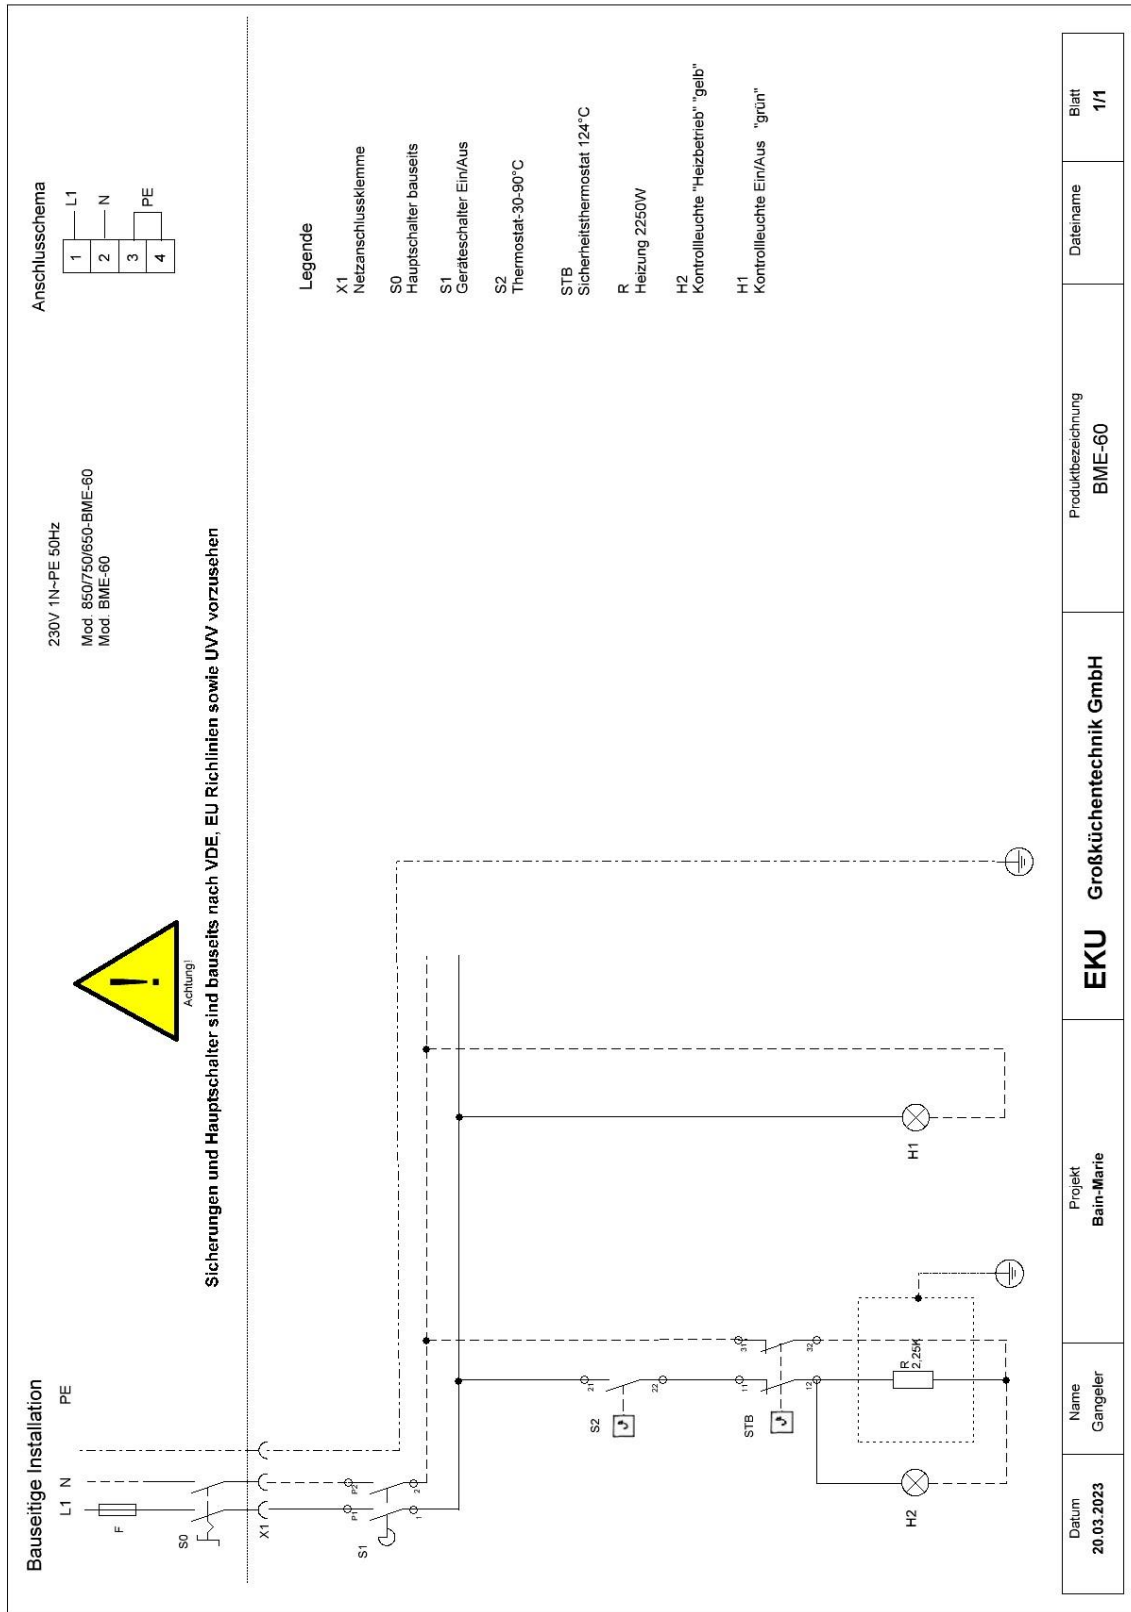 Bauseitige Installation
L1 N PE
F
S0
X1
P1 P2
S1
1 2
230V 1N~PE 50Hz
Mod. 850/750/650-BME-60
Mod. BME-60
Achtung!
Sicherungen und Hauptschalter sind bauseits nach VDE, EU Richlinien sowie UVV vorzusehen
Anschlusschema
1 L1
2 N
3
PE
4
Legende
X1
Netzanschlussklemme
S0
Hauptschalter bauseits
S1
Geräteschalter Ein/Aus
S2
Thermostat-30-90°C
STB
Sicherheitsthermostat 124°C
R
Heizung 2250W
H2
Kontrollleuchte "Heizbetrieb" "gelb"
H1
Kontrollleuchte Ein/Aus "grün"
21
S2
22
11 31
STB
12 32
R
2,25K
H2
H1
Datum
20.03.2023
Name
Gangeler
Projekt
Bain-Marie
EKU Großküchentechnik GmbH
Produktbezeichnung
BME-60
Dateiname
Blatt
1/1